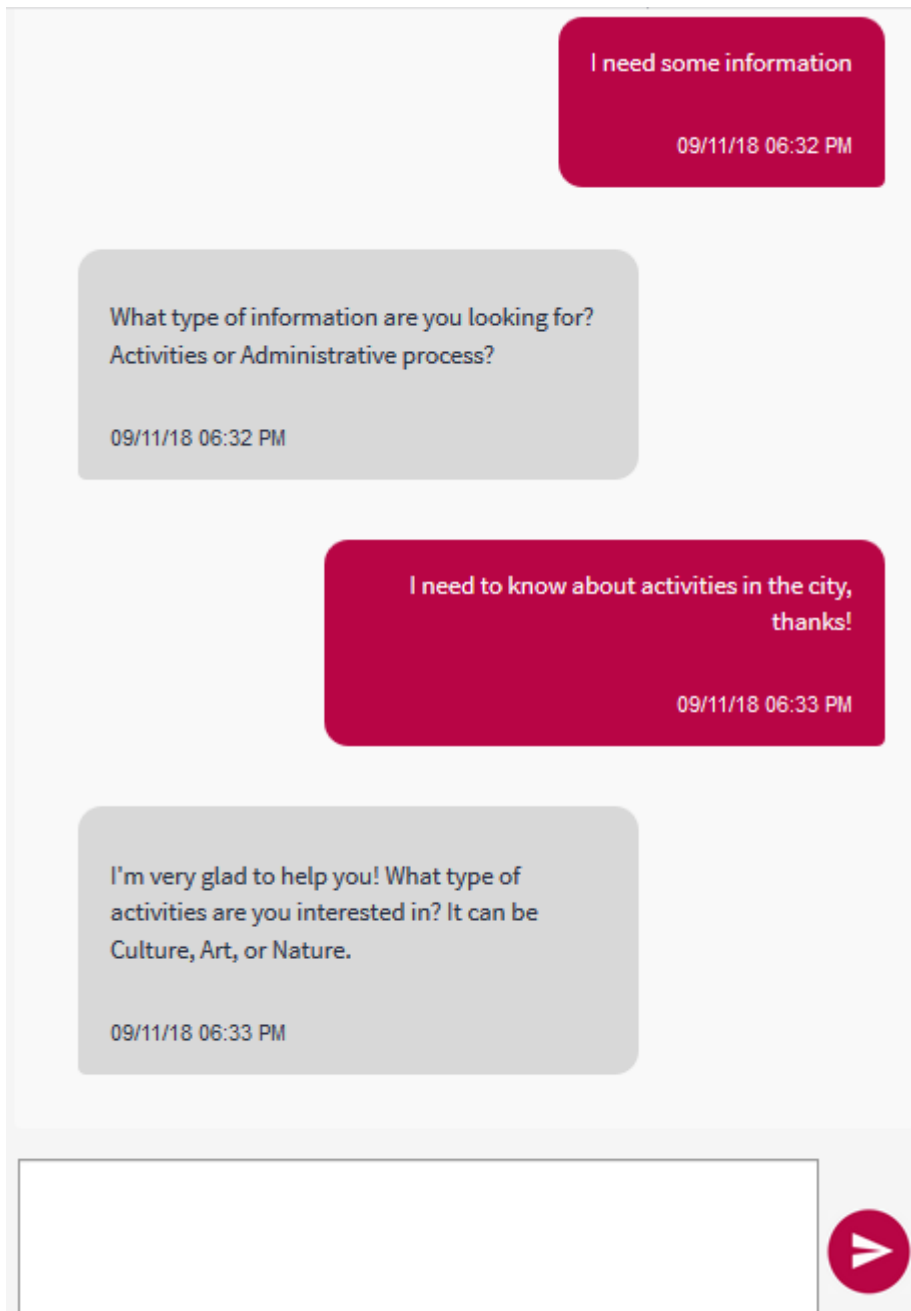 I need some information
09/11/18 06:32 PM
What type of information are you looking for?
Activities or Administrative process?
09/11/18 06:32 PM
I need to know about activities in the city,
thanks!
09/11/18 06:33 PM
I'm very glad to help you! What type of
activities are you interested in? It can be
Culture, Art, or Nature.
09/11/18 06:33 PM